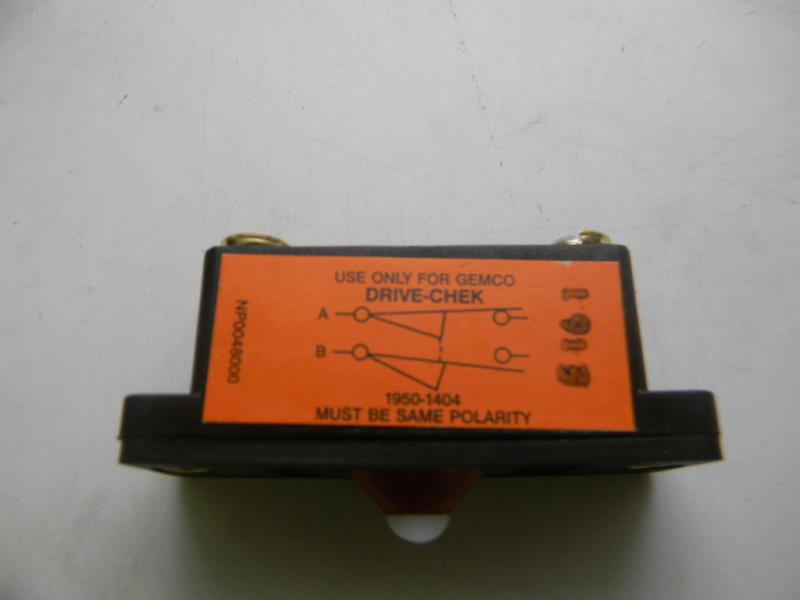 USE ONLY FOR GEMCO
DRIVE-CHEK
A
B
1950-1404
MUST BE SAME POLARITY
NP0048000